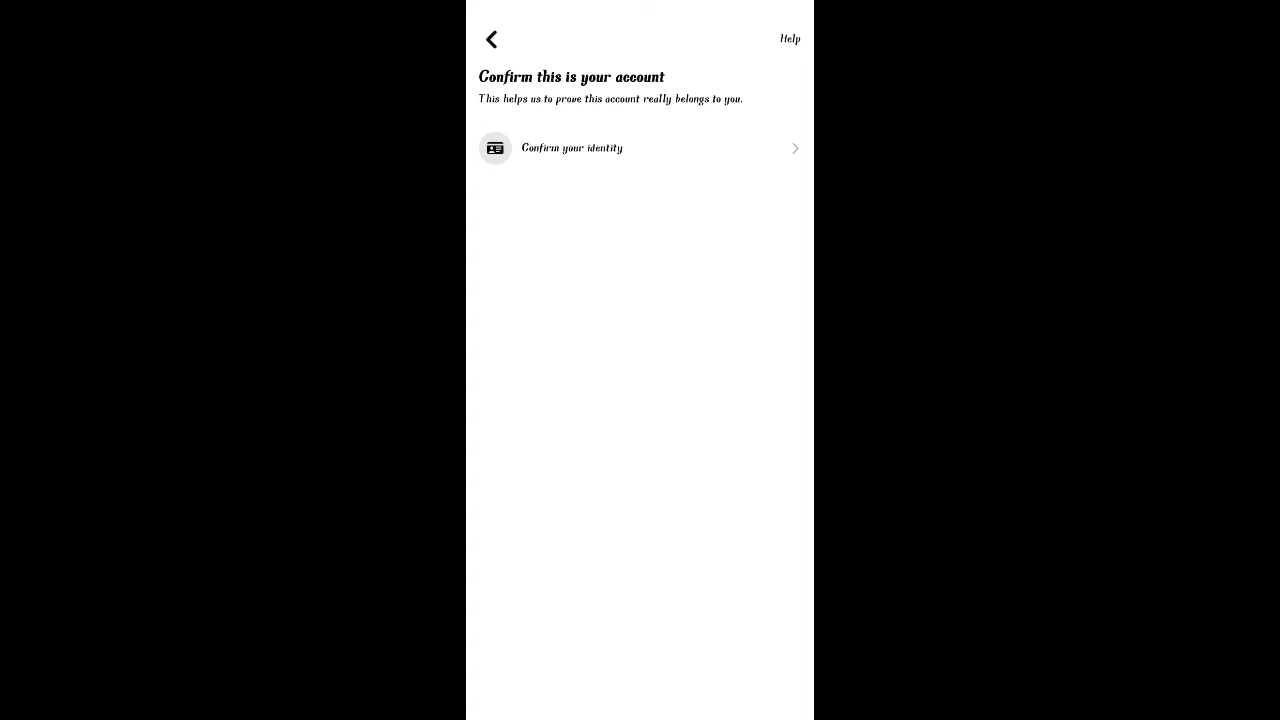 Help
Confirm this is your account
This helps us to prove this account really belongs to you.
Confirm your identity